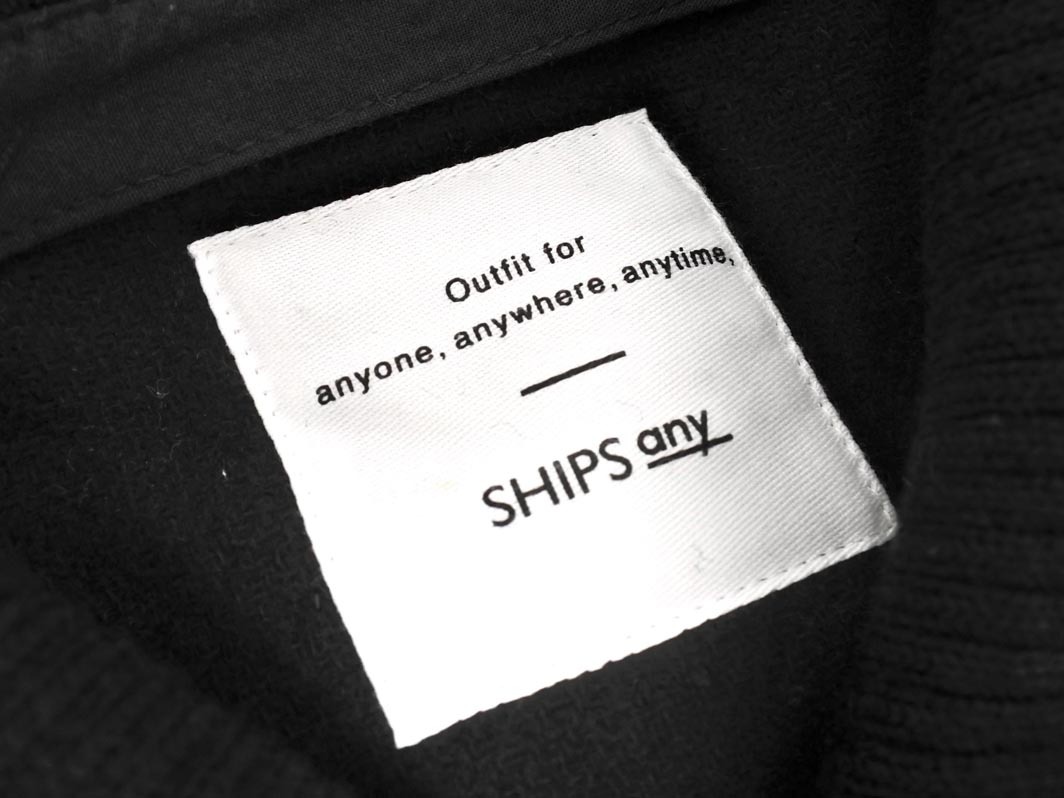 Outfit for
anyone, anywhere, anytime,
SHIPS any